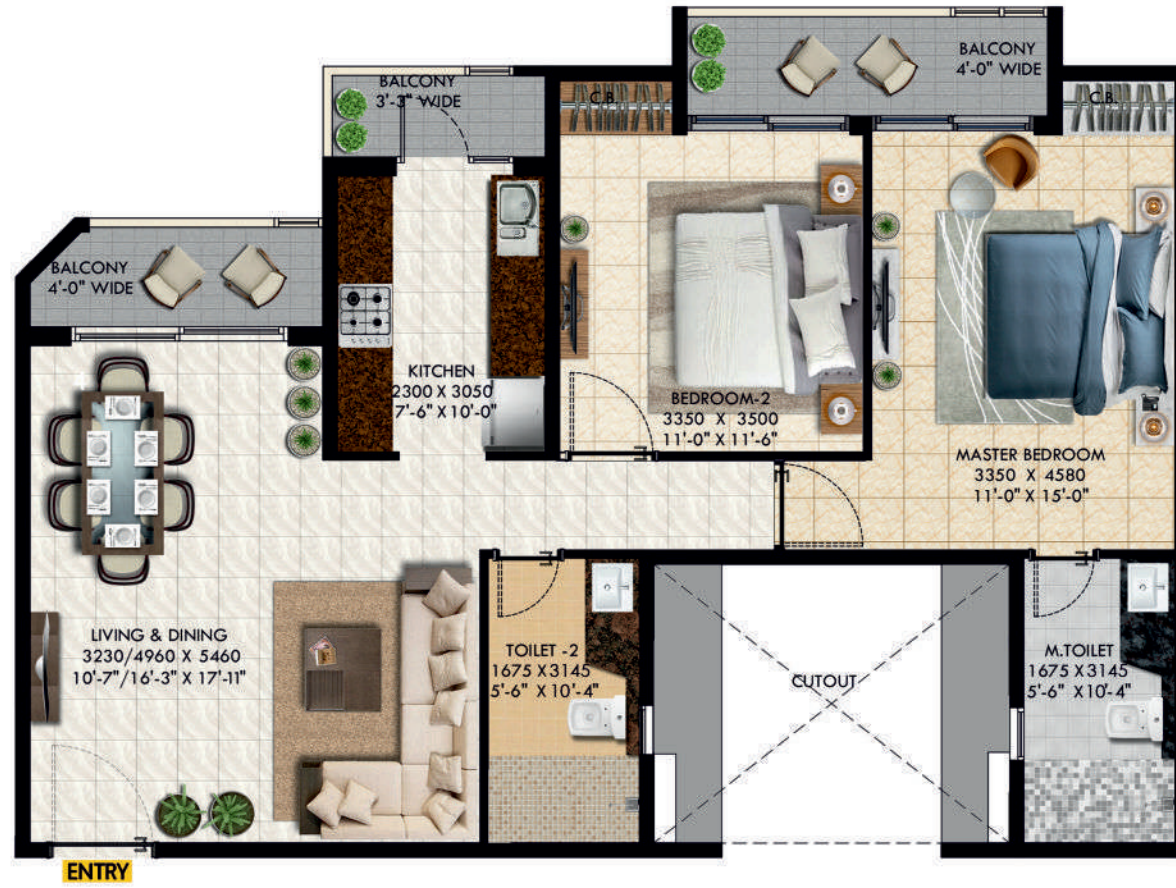 BALCONY
4'-0" WIDE
C.B.
C.B.
BALCONY
3'-3" WIDE
BALCONY
4'-0" WIDE
KITCHEN
2300 X 3050
7'-6" X 10'-0"
BEDROOM-2
3350 X 3500
11'-0" X 11'-6"
MASTER BEDROOM
3350 X 4580
11'-0" X 15'-0"
LIVING & DINING
3230/4960 X 5460
10'-7"/16'-3" X 17'-11"
TOILET -2
1675 X3145
5'-6" X 10'-4"
CUTOUT
M.TOILET
1675 X3145
5'-6" X10'-4"
ENTRY